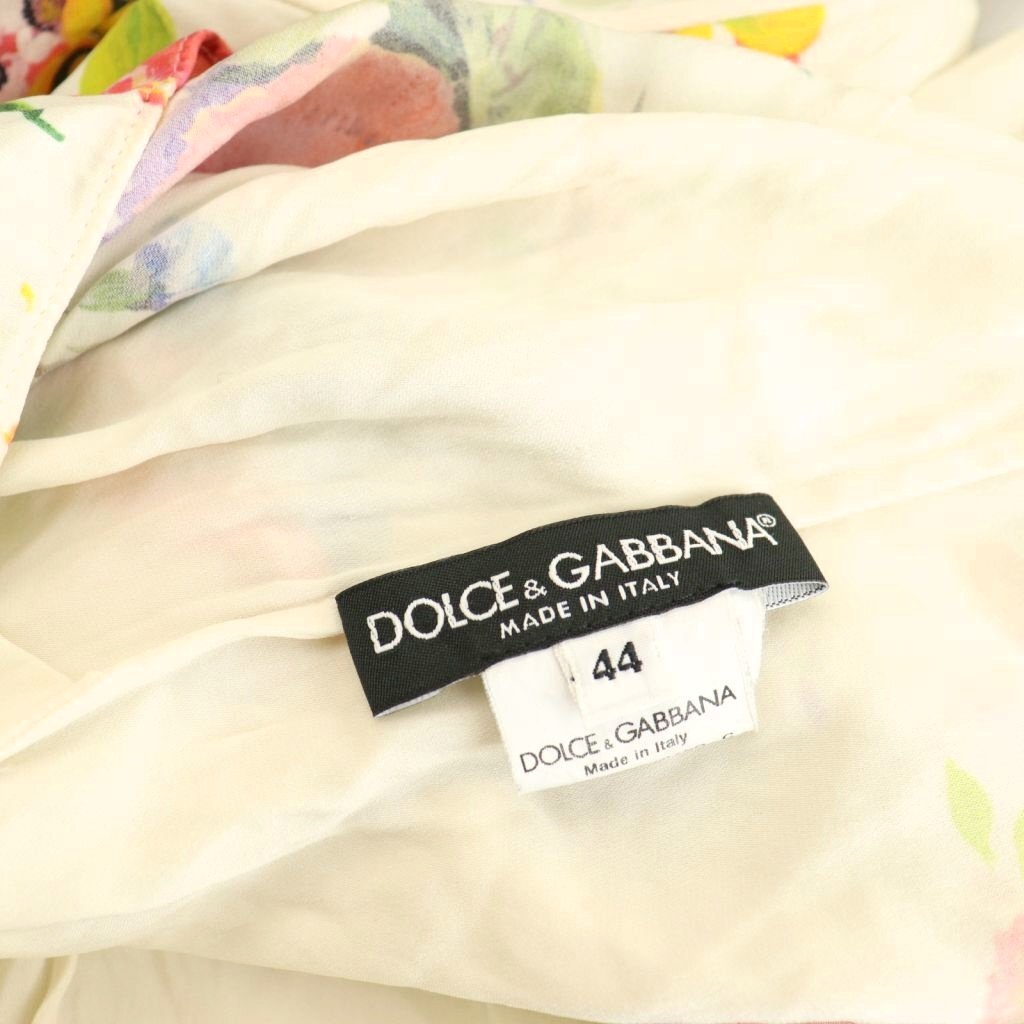 DOLCE & GABBANA®
MADE IN ITALY
44
DOLCE & GABBANA
Made in Italy